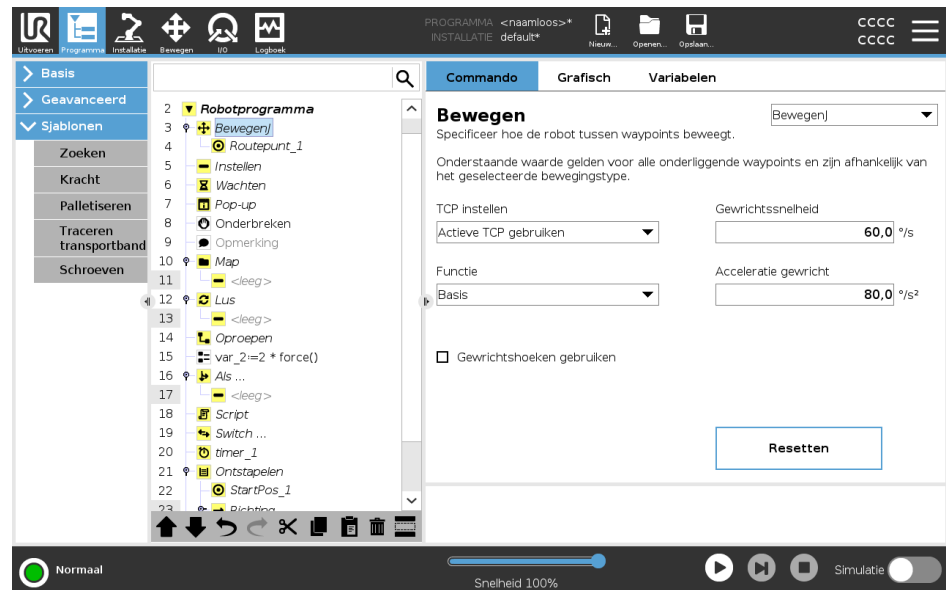 PROGRAMMA <naamloos>*
INSTALLATIE default*
Uitvoeren Programma Installatie Bewegen I/O Logboek
Nieuw... Openen... Opslaan...
CCCC
CCCC
Basis
Geavanceerd
Sjablonen
Zoeken
Kracht
Palletiseren
Traceren
transportband
Schroeven
2 Robotprogramma
3 BewegenJ
4 Routepunt_1
5 Instellen
6 Wachten
7 Pop-up
8 Onderbreken
9 Opmerking
10 Map
11 <leeg>
12 Lus
13 <leeg>
14 Oproepen
15 var_2:=2 * force()
16 Als ...
17 <leeg>
18 Script
19 Switch ...
20 timer_1
21 Ontstapelen
22 StartPos_1
23 Richting
Commando Grafisch Variabelen
Bewegen
BewegenJ
Specificeer hoe de robot tussen waypoints beweegt.
Onderstaande waarde gelden voor alle onderliggende waypoints en zijn afhankelijk van
het geselecteerde bewegingstype.
TCP instellen
Gewrichtssnelheid
Actieve TCP gebruiken
60,0 °/s
Functie
Acceleratie gewricht
Basis
80,0 °/s²
Gewrichtshoeken gebruiken
Resetten
Normaal
Snelheid 100%
Simulatie